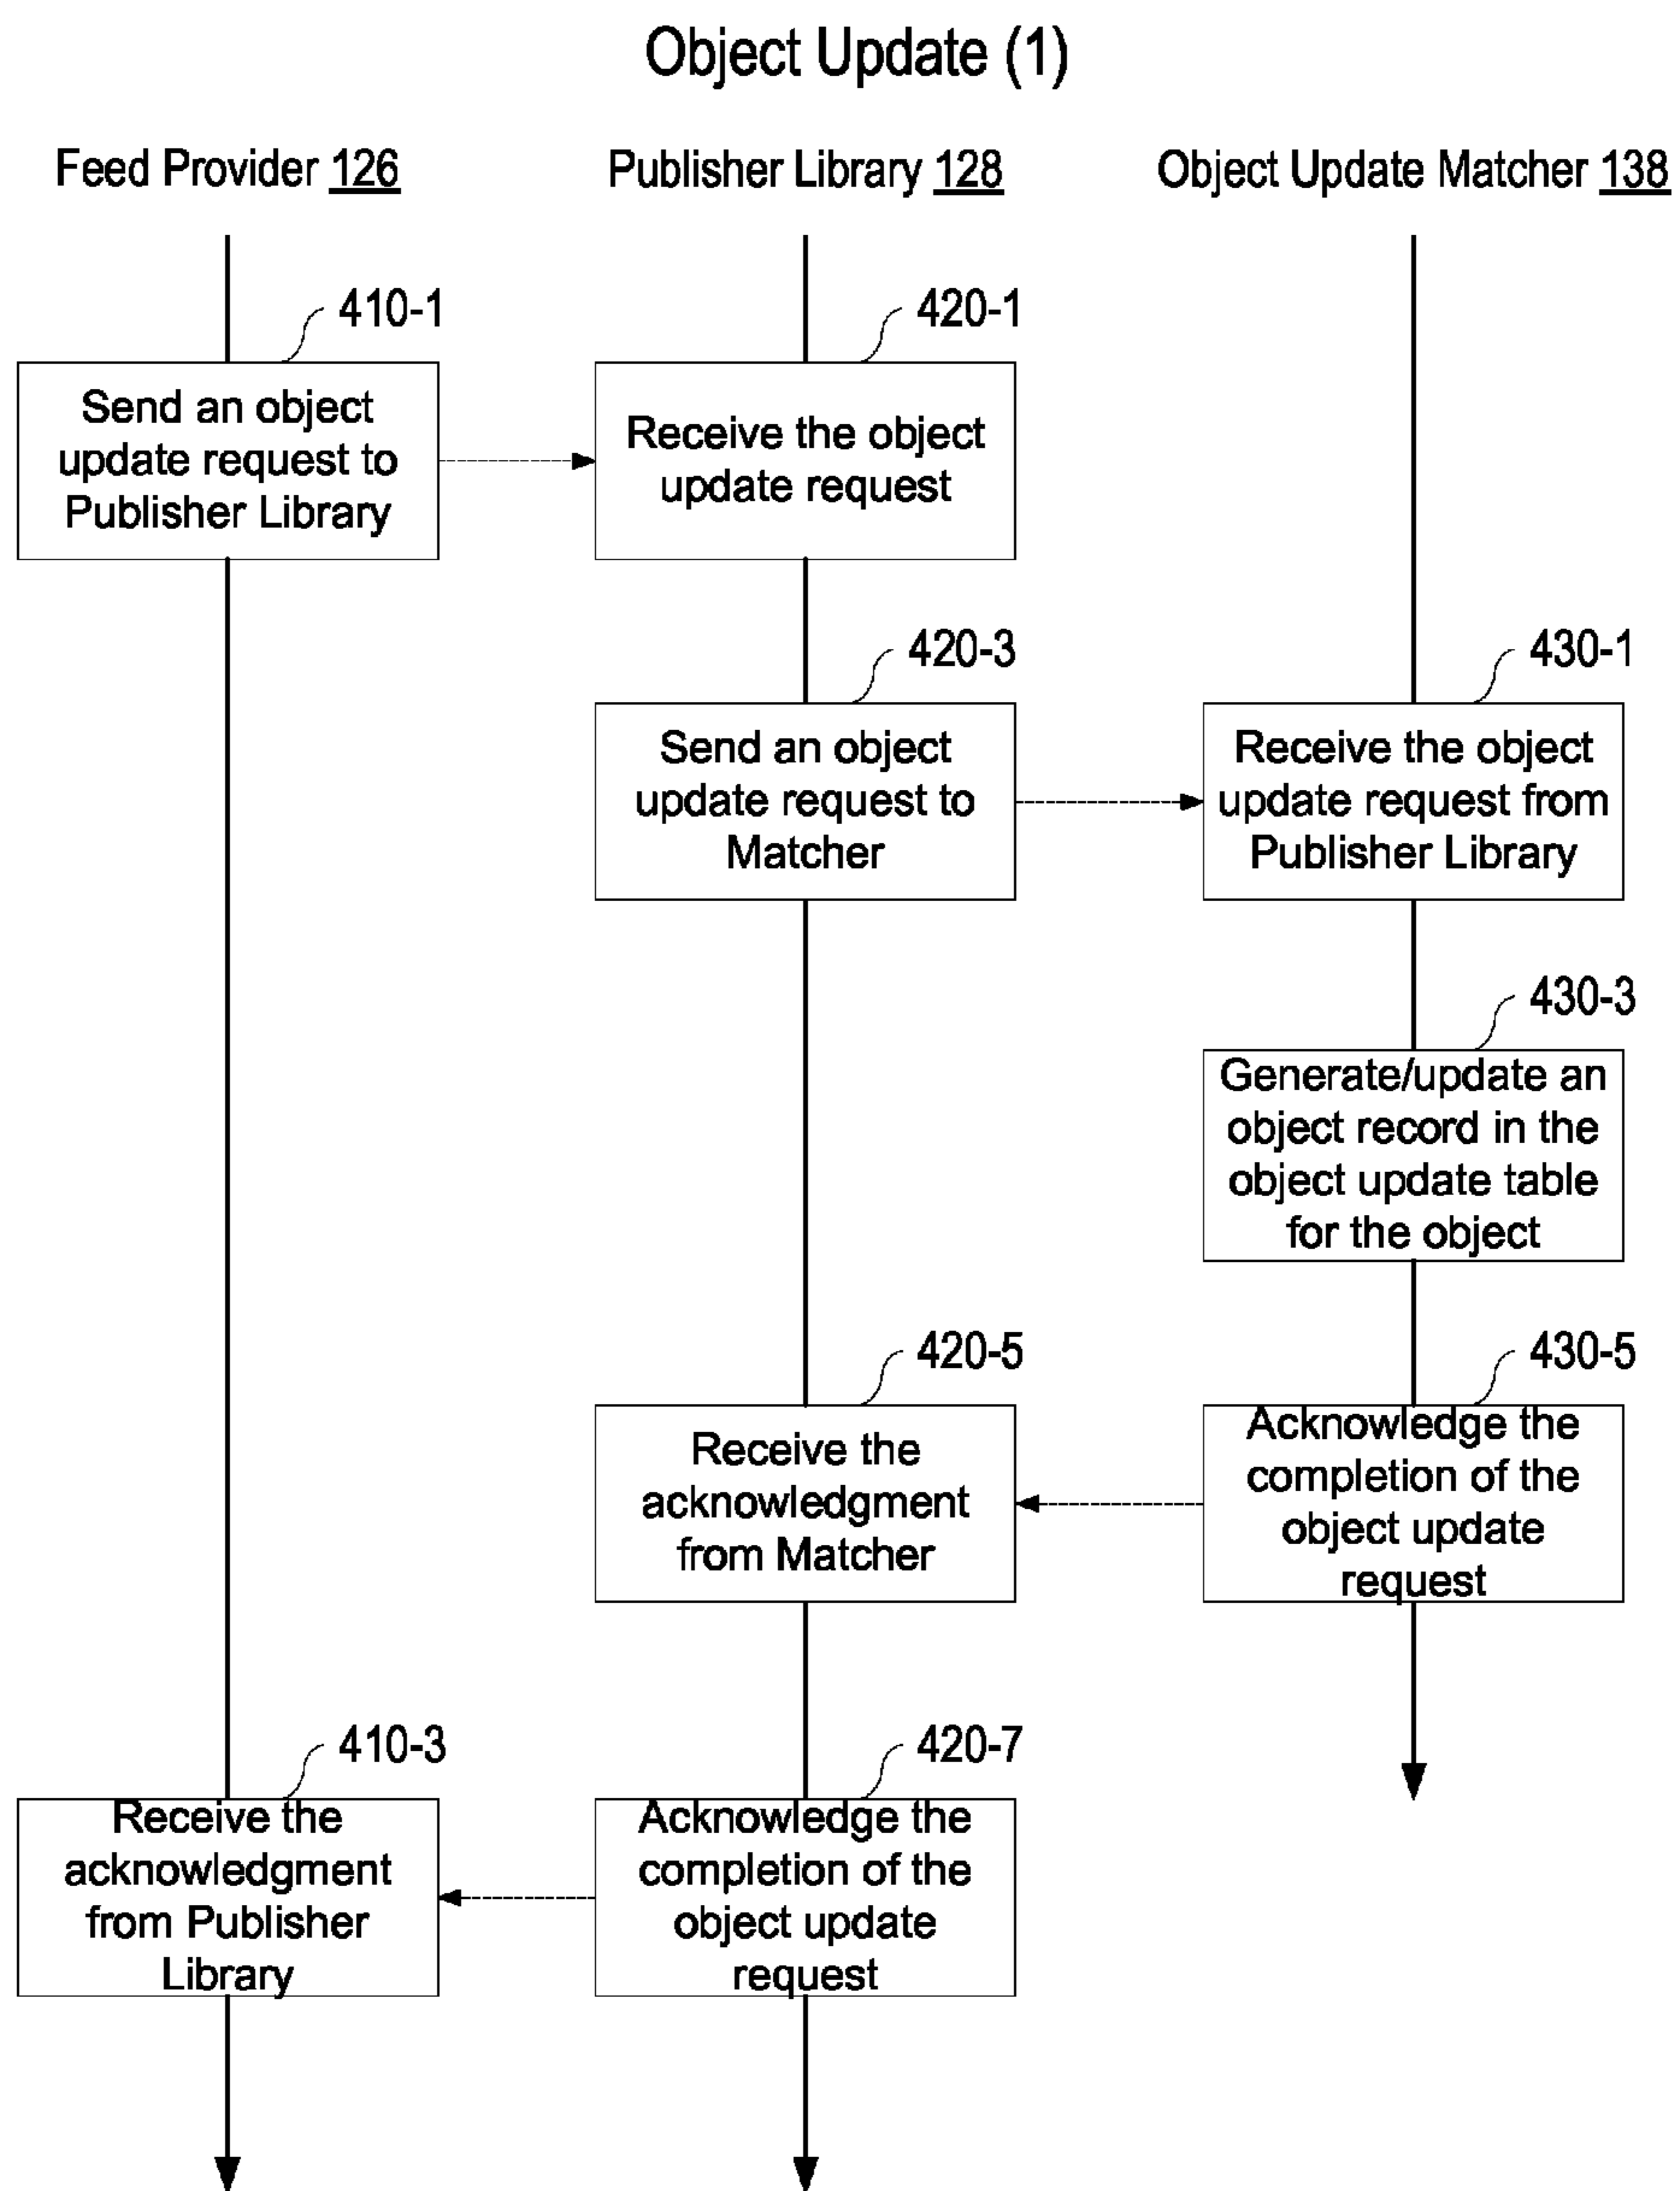 Object Update (1)
Feed Provider 126
Publisher Library 128
Object Update Matcher 138
410-1
420-1
Send an object
update request to
Publisher Library
Receive the object
update request
420-3
430-1
Send an object
update request to
Matcher
Receive the object
update request from
Publisher Library
430-3
Generate/update an
object record in the
object update table
for the object
420-5
430-5
Receive the
acknowledgment
from Matcher
Acknowledge the
completion of the
object update
request
410-3
420-7
Receive the
acknowledgment
from Publisher
Library
Acknowledge the
completion of the
object update
request